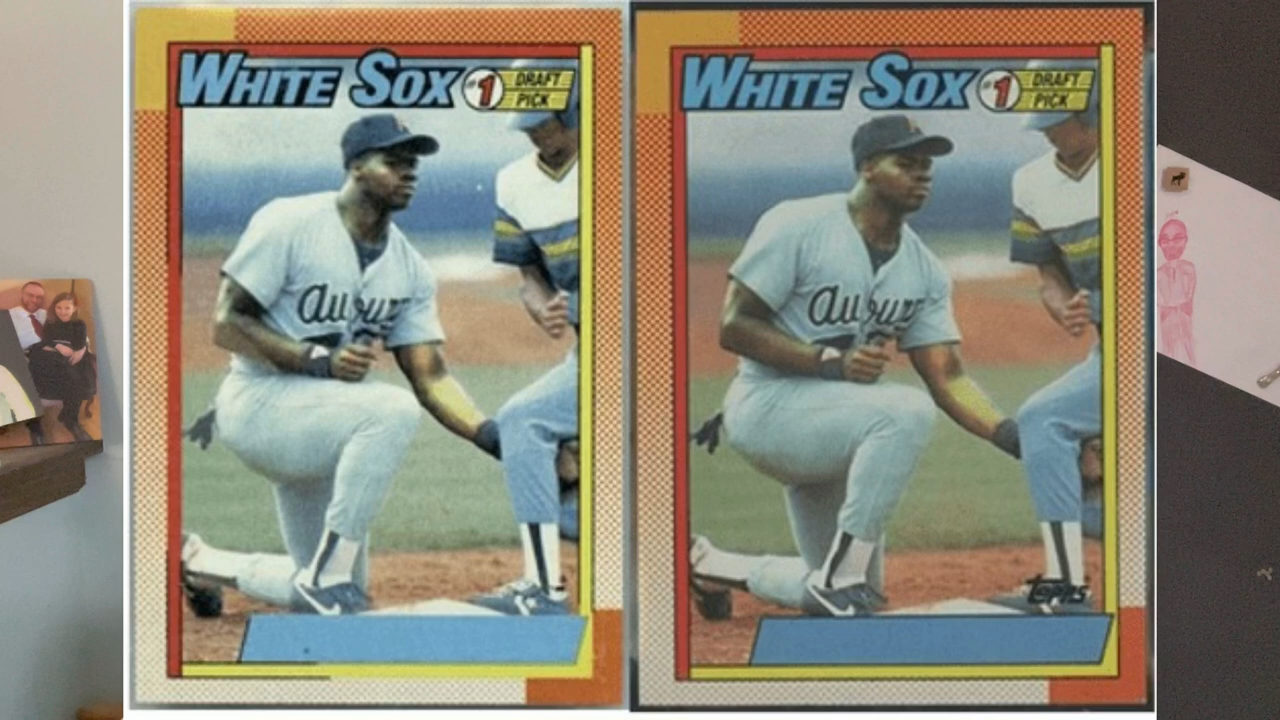 WHITE SOX
#1 DRAFT
PICK
Auburn
WHITE SOX
#1 DRAFT
PICK
Auburn
TOPPS